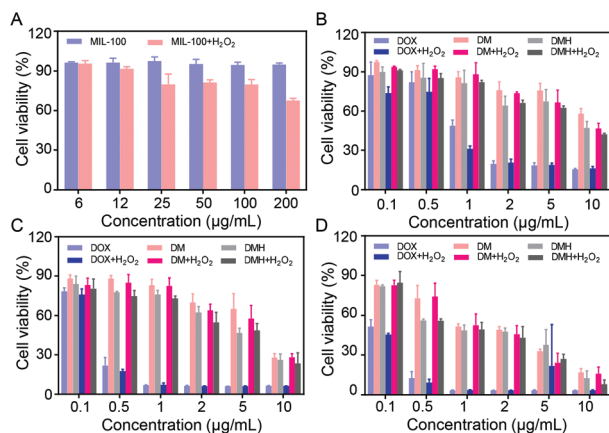 A
MIL-100
MIL-100+H₂O₂
Cell viability (%)
120
90
60
30
0
6 12 25 50 100 200
Concentration (μg/mL)
B
DOX DM DMH
DOX+H₂O₂ DM+H₂O₂ DMH+H₂O₂
Cell viability (%)
120
90
60
30
0
0.1 0.5 1 2 5 10
Concentration (μg/mL)
C
DOX DM DMH
DOX+H₂O₂ DM+H₂O₂ DMH+H₂O₂
Cell viability (%)
120
90
60
30
0
0.1 0.5 1 2 5 10
Concentration (μg/mL)
D
DOX DM DMH
DOX+H₂O₂ DM+H₂O₂ DMH+H₂O₂
Cell viability (%)
120
90
60
30
0
0.1 0.5 1 2 5 10
Concentration (μg/mL)